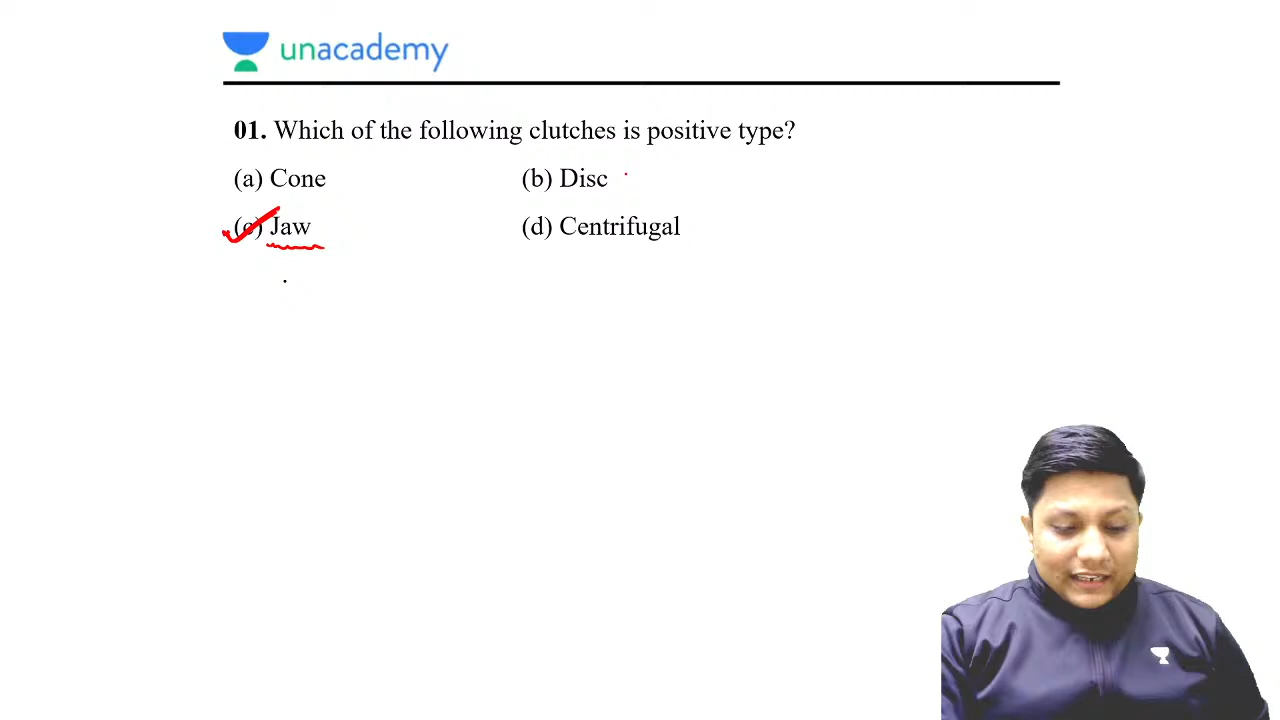 unacademy
01. Which of the following clutches is positive type?
(a) Cone (b) Disc
(c) Jaw (d) Centrifugal